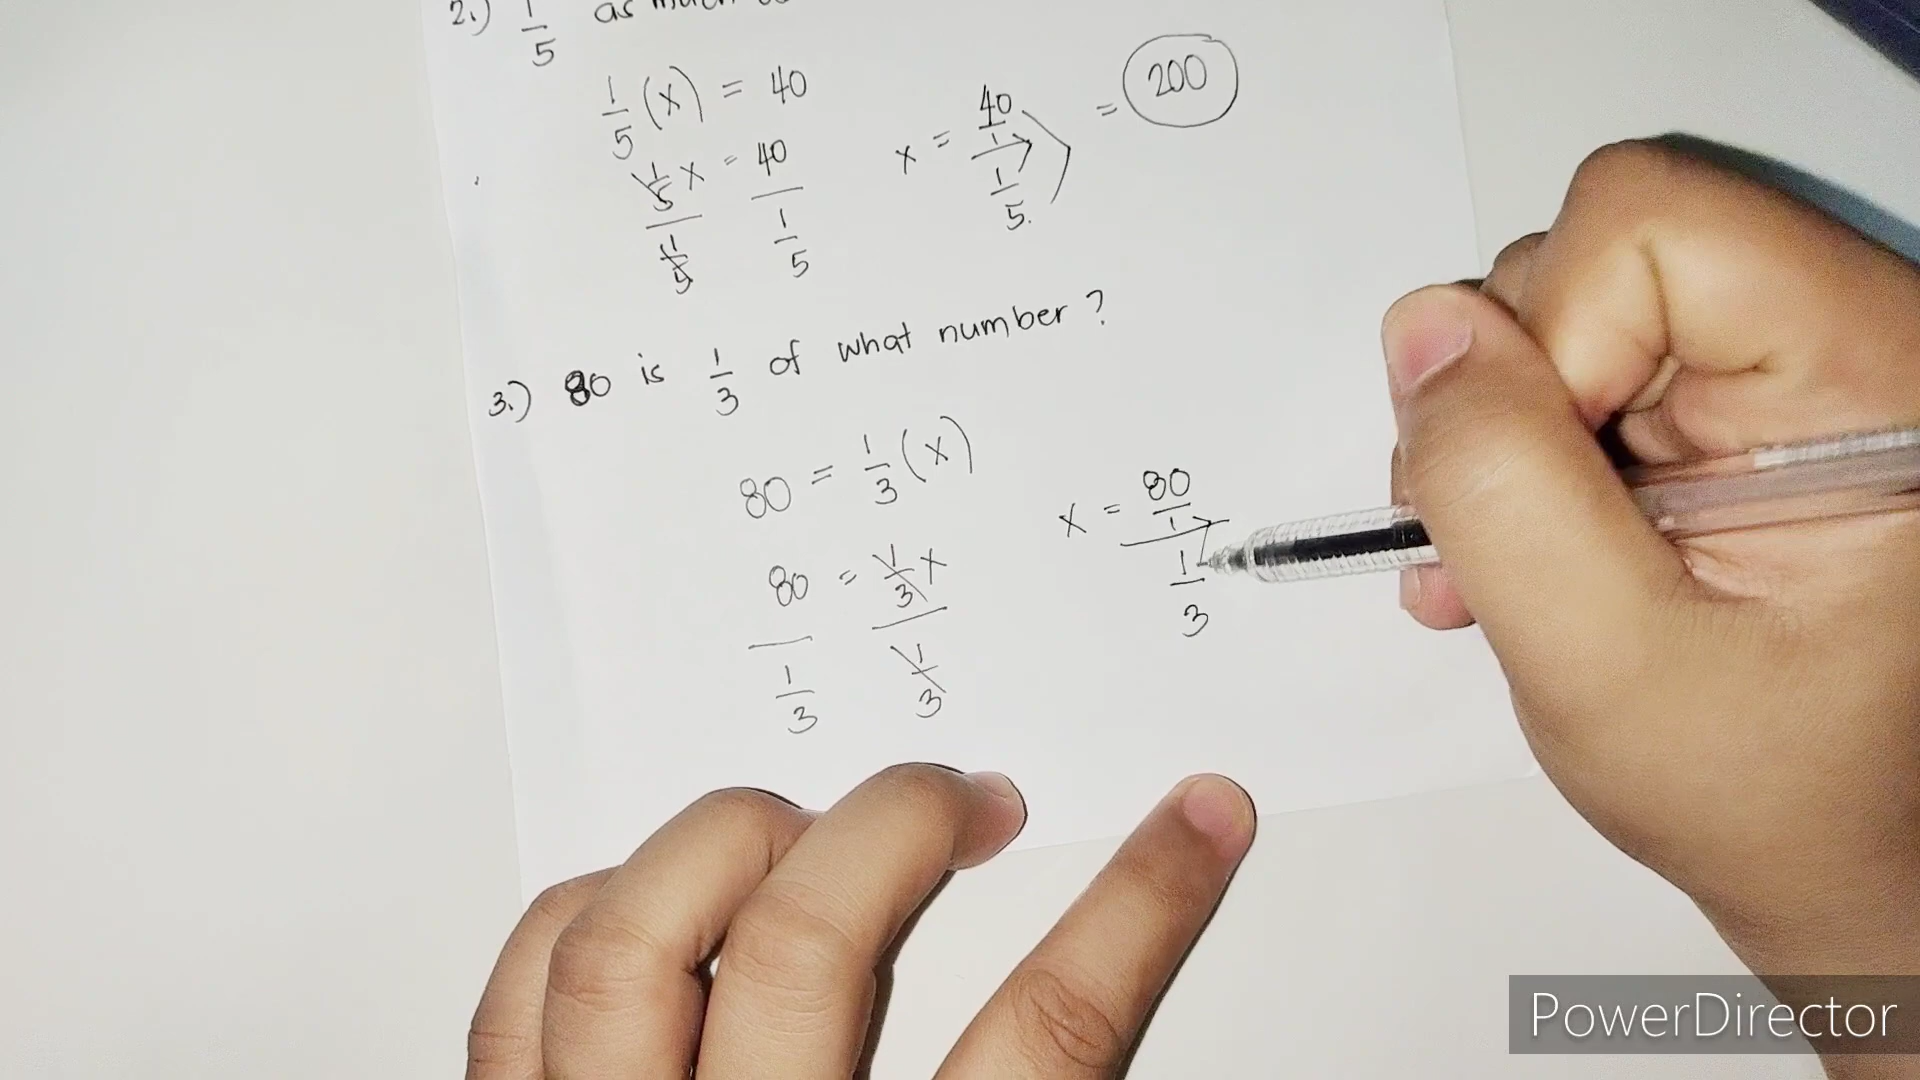 2.) 1/5 as much
1/5 (x) = 40
1/5 x / 1/5 = 40 / 1/5
x = 40/1 / 1/5 = 200
3.) 80 is 1/3 of what number?
80 = 1/3 (x)
80 / 1/3 = 1/3 x / 1/3
x = 80/1 / 1/3
PowerDirector